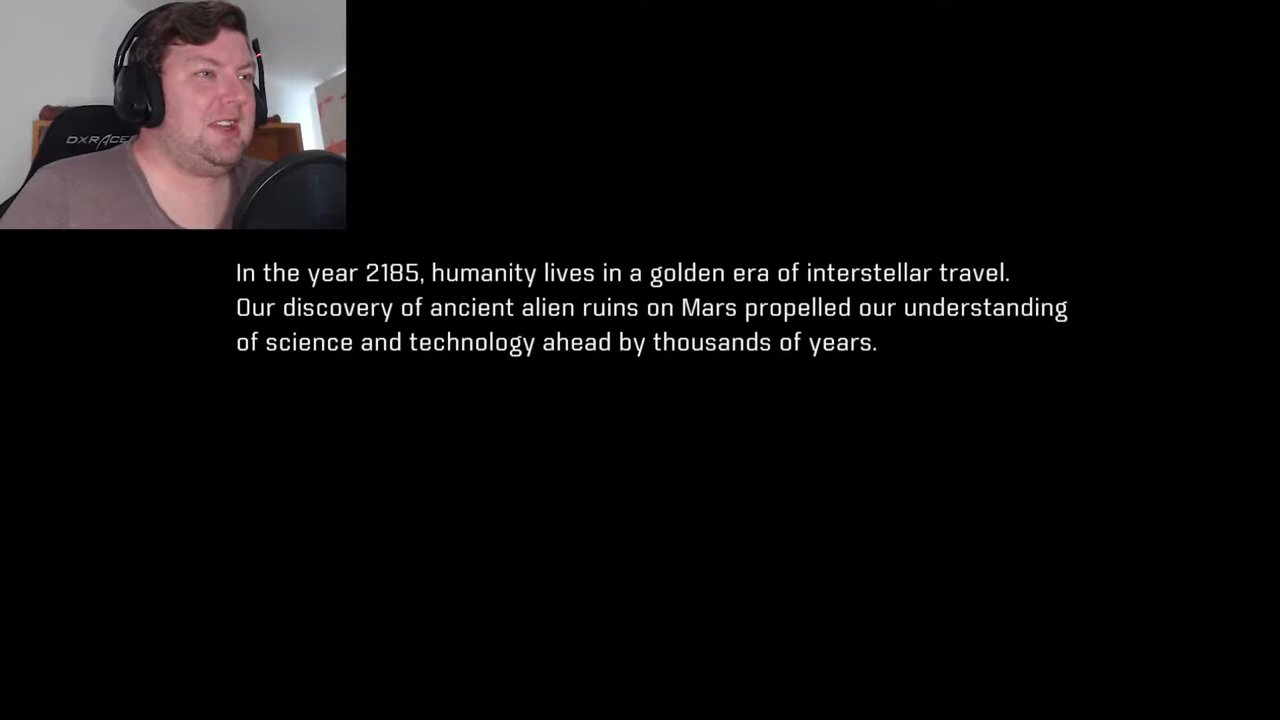 DXRACER
In the year 2185, humanity lives in a golden era of interstellar travel.
Our discovery of ancient alien ruins on Mars propelled our understanding
of science and technology ahead by thousands of years.